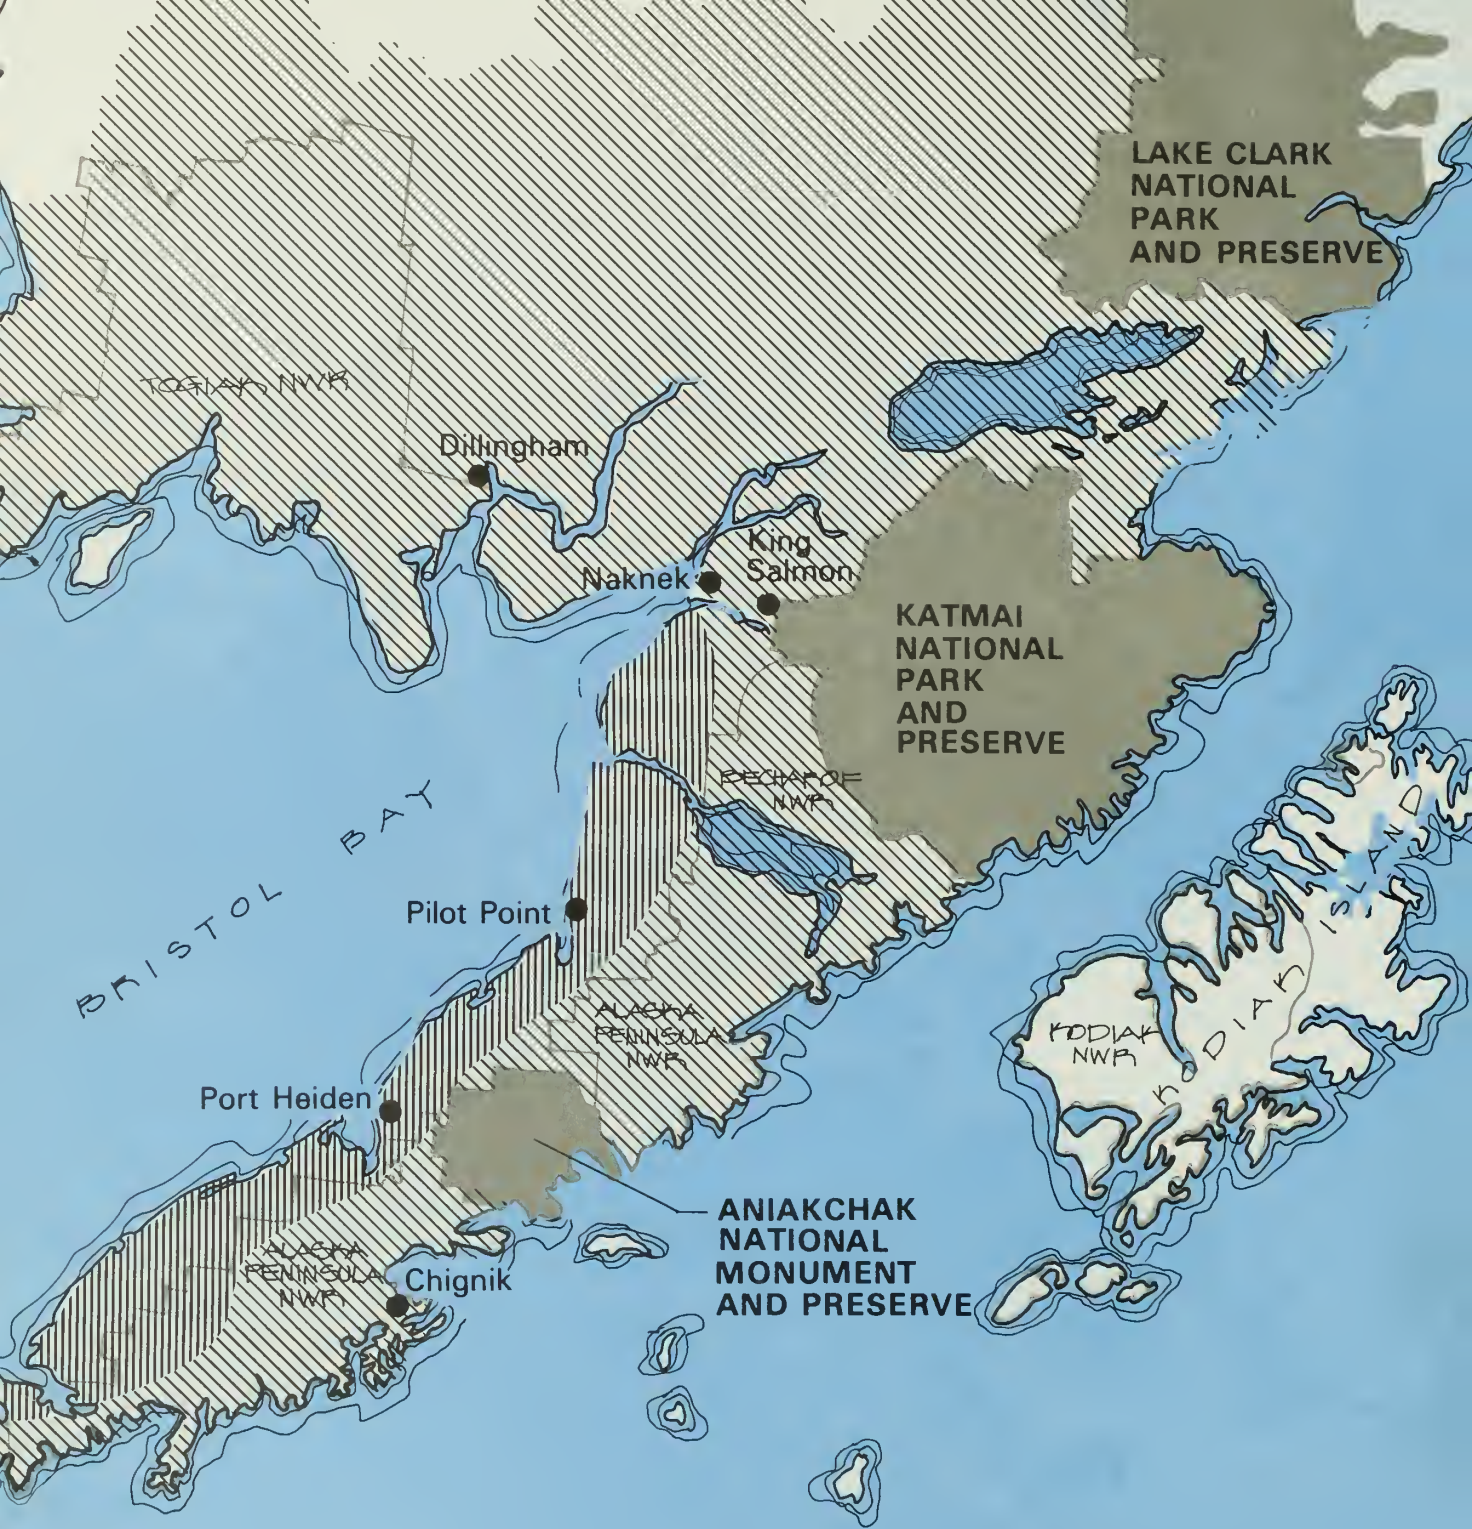 LAKE CLARK
NATIONAL
PARK
AND PRESERVE
TOGIAK NWR
Dillingham
King
Salmon
Naknek
KATMAI
NATIONAL
PARK
AND
PRESERVE
BECHAROF
NWR
BRISTOL BAY
Pilot Point
ALASKA
PENINSULA
NWR
KODIAK
NWR
KODIAK ISLAND
Port Heiden
ANIAKCHAK
NATIONAL
MONUMENT
AND PRESERVE
ALASKA
PENINSULA
NWR
Chignik